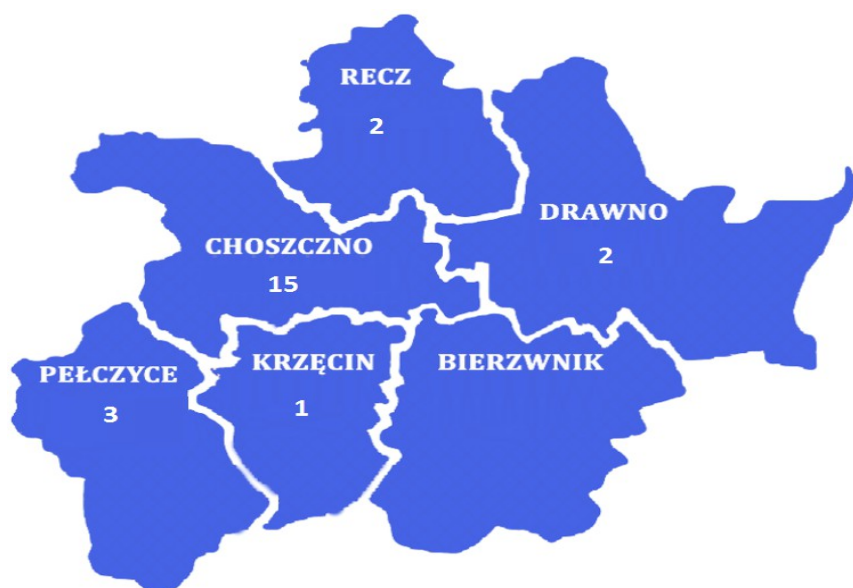 RECZ
2
DRAWNO
2
CHOSZCZNO
15
PEŁCZYCE
3
KRZĘCIN
1
BIERZWNIK